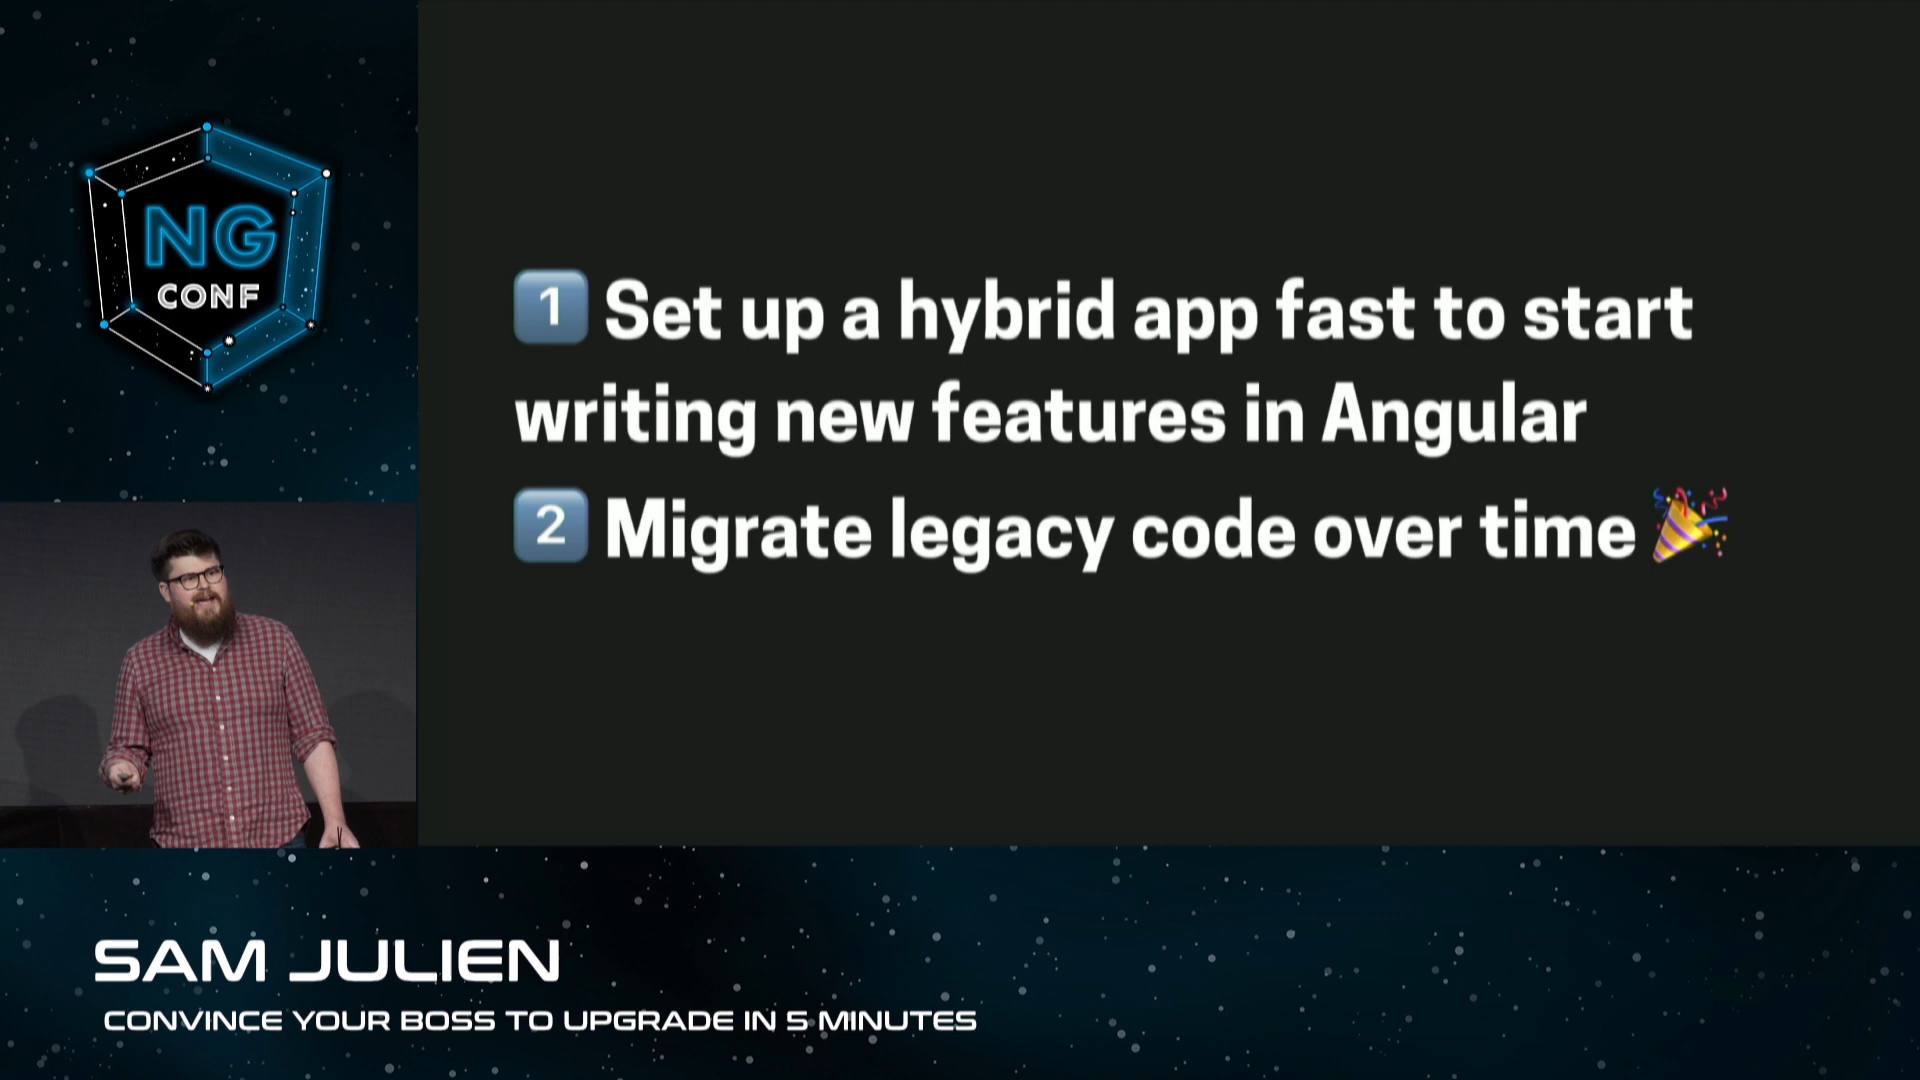 NG
CONF
1 Set up a hybrid app fast to start
writing new features in Angular
2 Migrate legacy code over time 🎉
SAM JULIEN
CONVINCE YOUR BOSS TO UPGRADE IN 5 MINUTES